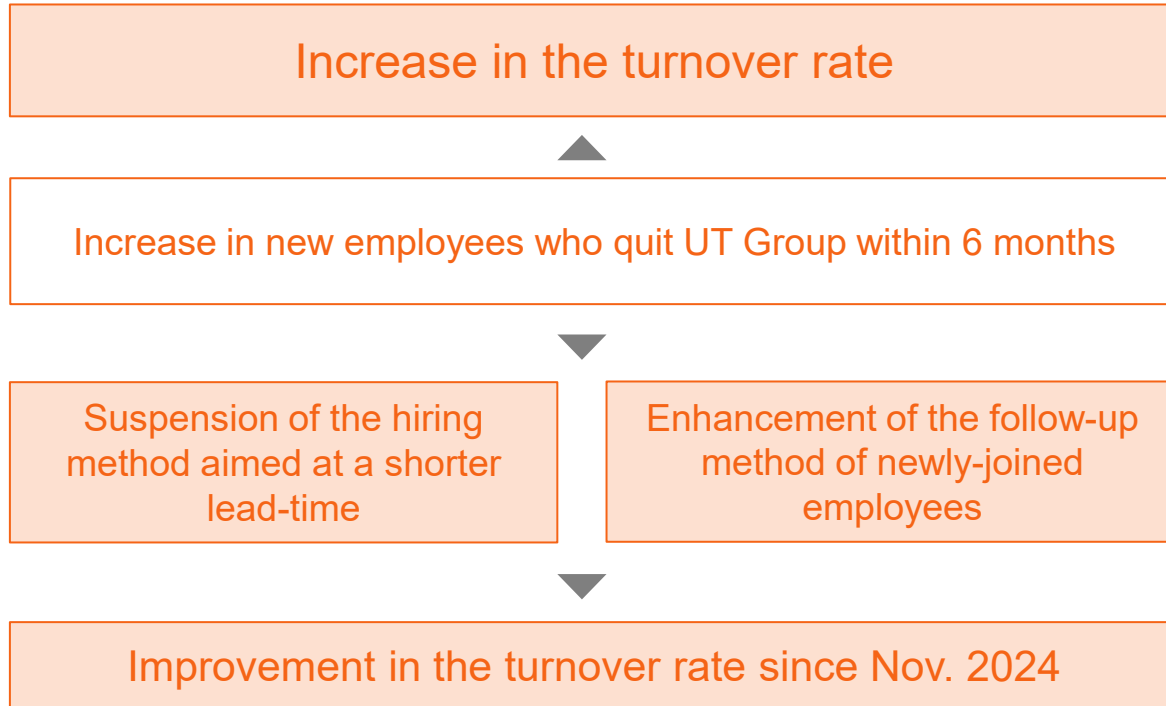 Increase in the turnover rate
Increase in new employees who quit UT Group within 6 months
Suspension of the hiring
method aimed at a shorter
lead-time
Enhancement of the follow-up
method of newly-joined
employees
Improvement in the turnover rate since Nov. 2024